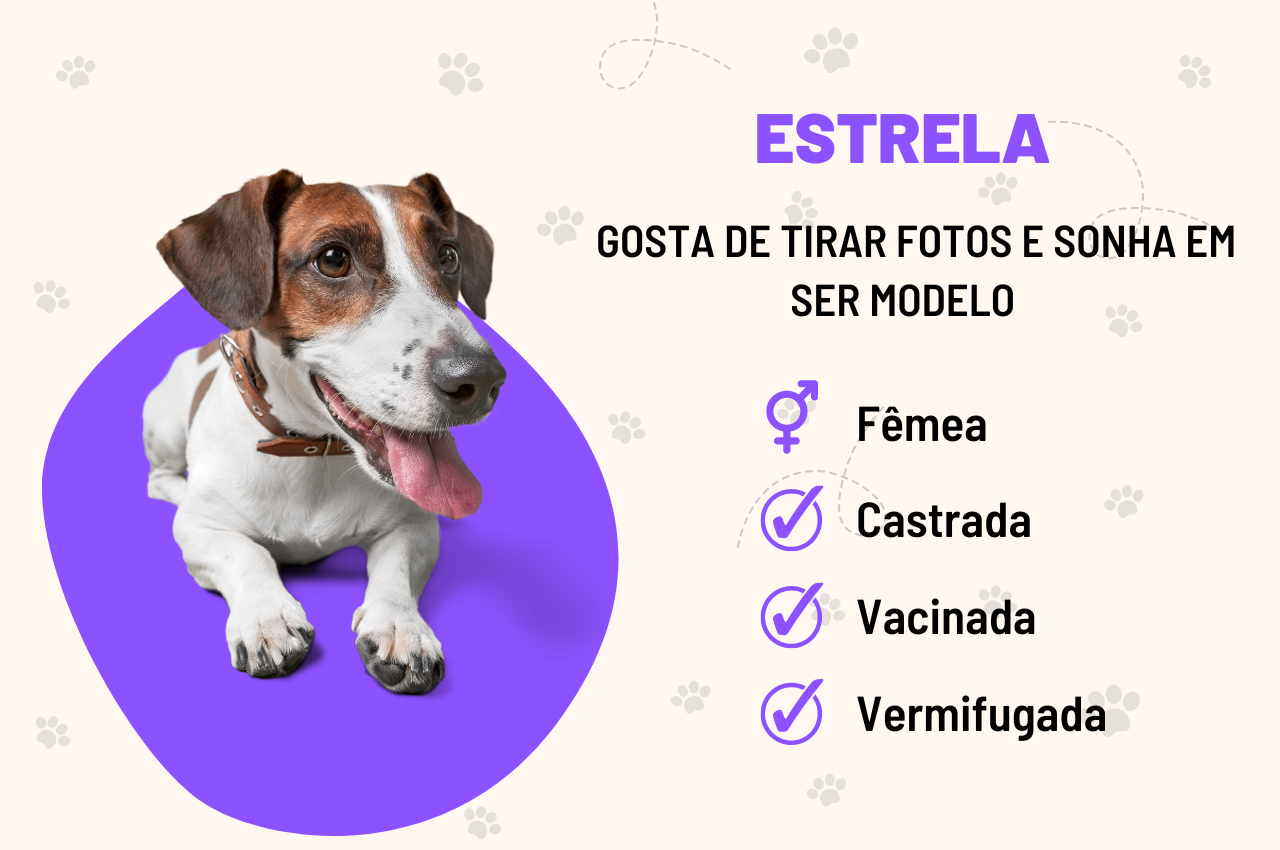 ESTRELA
GOSTA DE TIRAR FOTOS E SONHA EM
SER MODELO
Fêmea
Castrada
Vacinada
Vermifugada